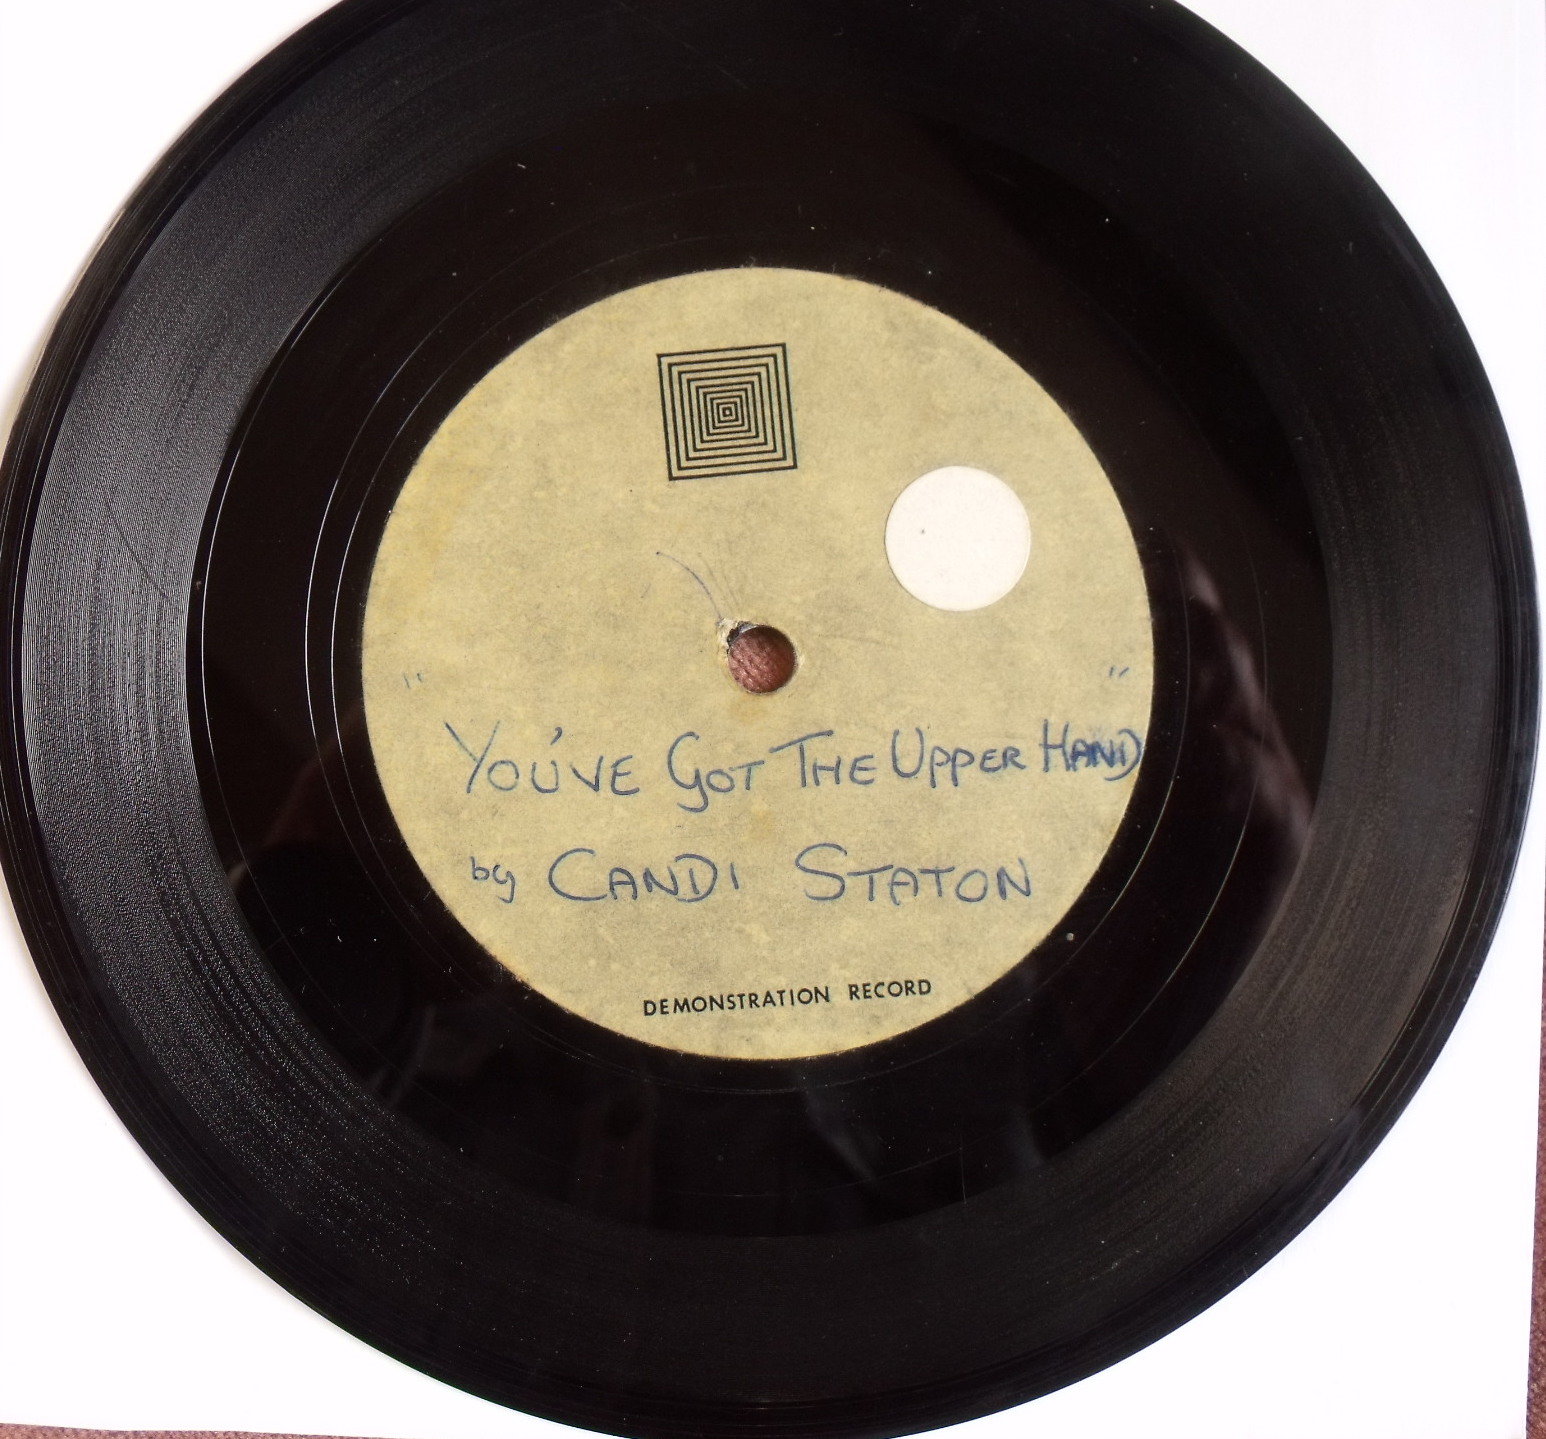 " "
YOU'VE GOT THE UPPER HAND
by CANDI STATON
DEMONSTRATION RECORD